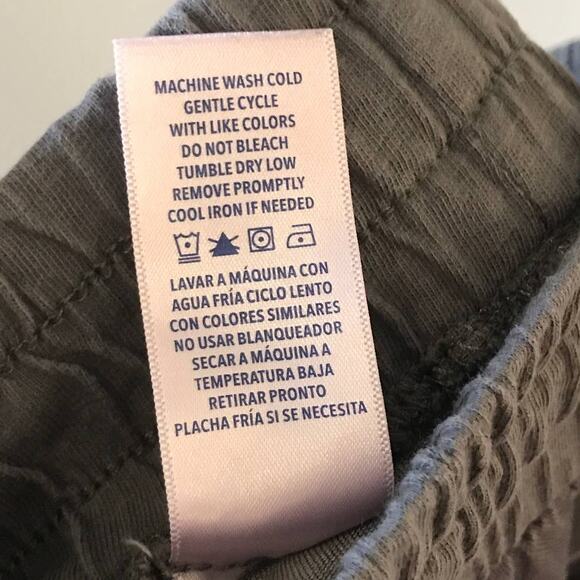 MACHINE WASH COLD
GENTLE CYCLE
WITH LIKE COLORS
DO NOT BLEACH
TUMBLE DRY LOW
REMOVE PROMPTLY
COOL IRON IF NEEDED
LAVAR A MÁQUINA CON
AGUA FRÍA CICLO LENTO
CON COLORES SIMILARES
NO USAR BLANQUEADOR
SECAR A MÁQUINA A
TEMPERATURA BAJA
RETIRAR PRONTO
PLACHA FRÍA SI SE NECESITA